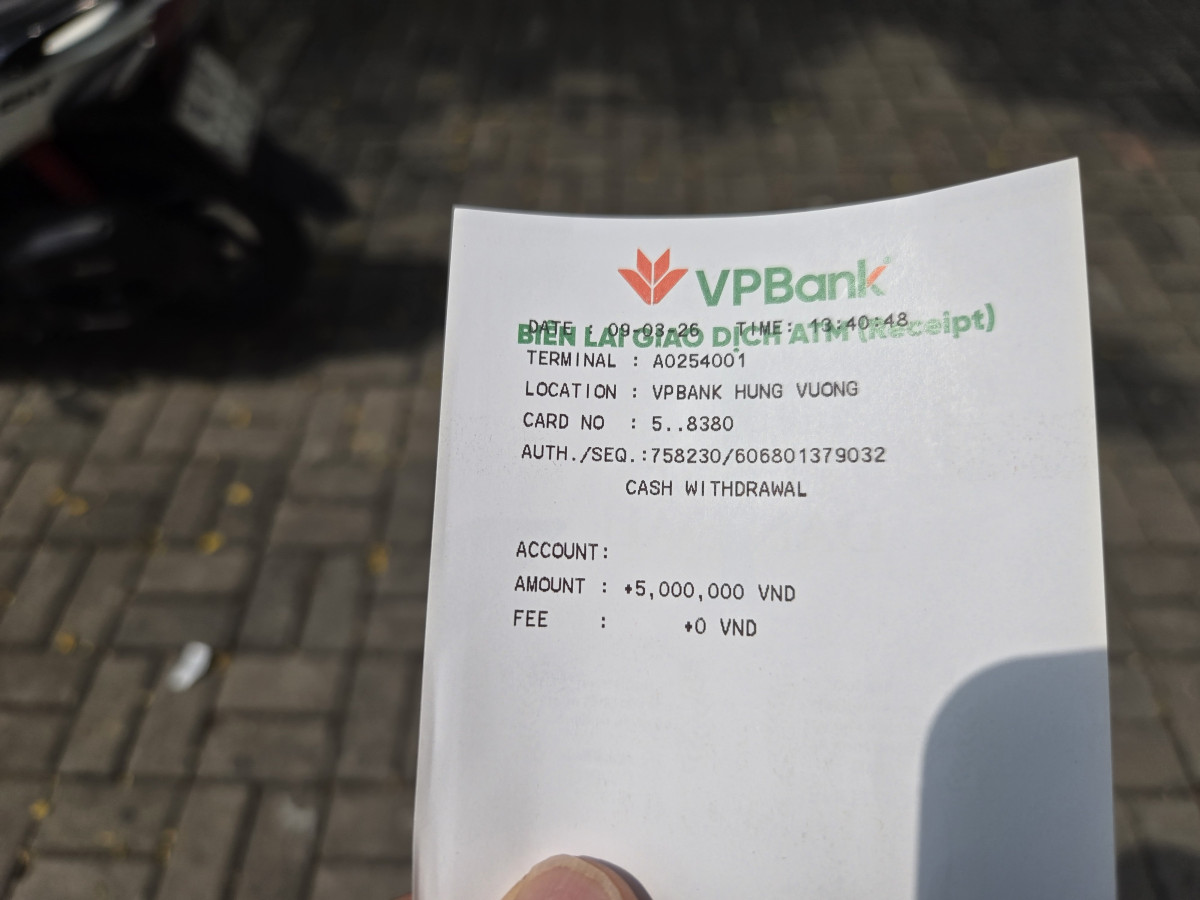 VPBank
BIÊN LAI GIAO DỊCH ATM (Receipt)
DATE : 09-03-26 TIME: 13:40:48
TERMINAL : A0254001
LOCATION : VPBANK HUNG VUONG
CARD NO : 5..8380
AUTH./SEQ.:758230/606801379032
CASH WITHDRAWAL
ACCOUNT:
AMOUNT : +5,000,000 VND
FEE : +0 VND